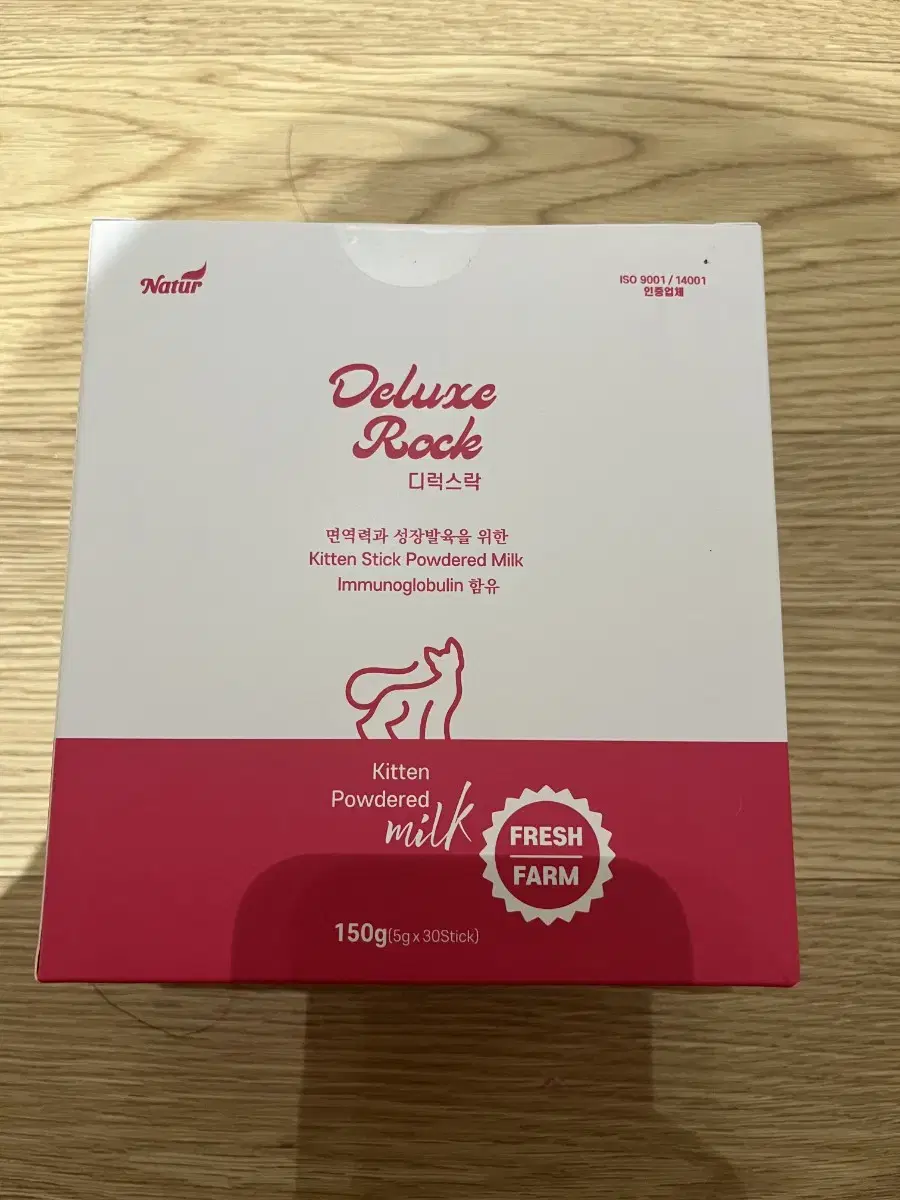 Natur
ISO 9001 / 14001
인증업체
Deluxe
Rock
디럭스락
면역력과 성장발육을 위한
Kitten Stick Powdered Milk
Immunoglobulin 함유
Kitten
Powdered
milk
FRESH
FARM
150g(5g x 30Stick)